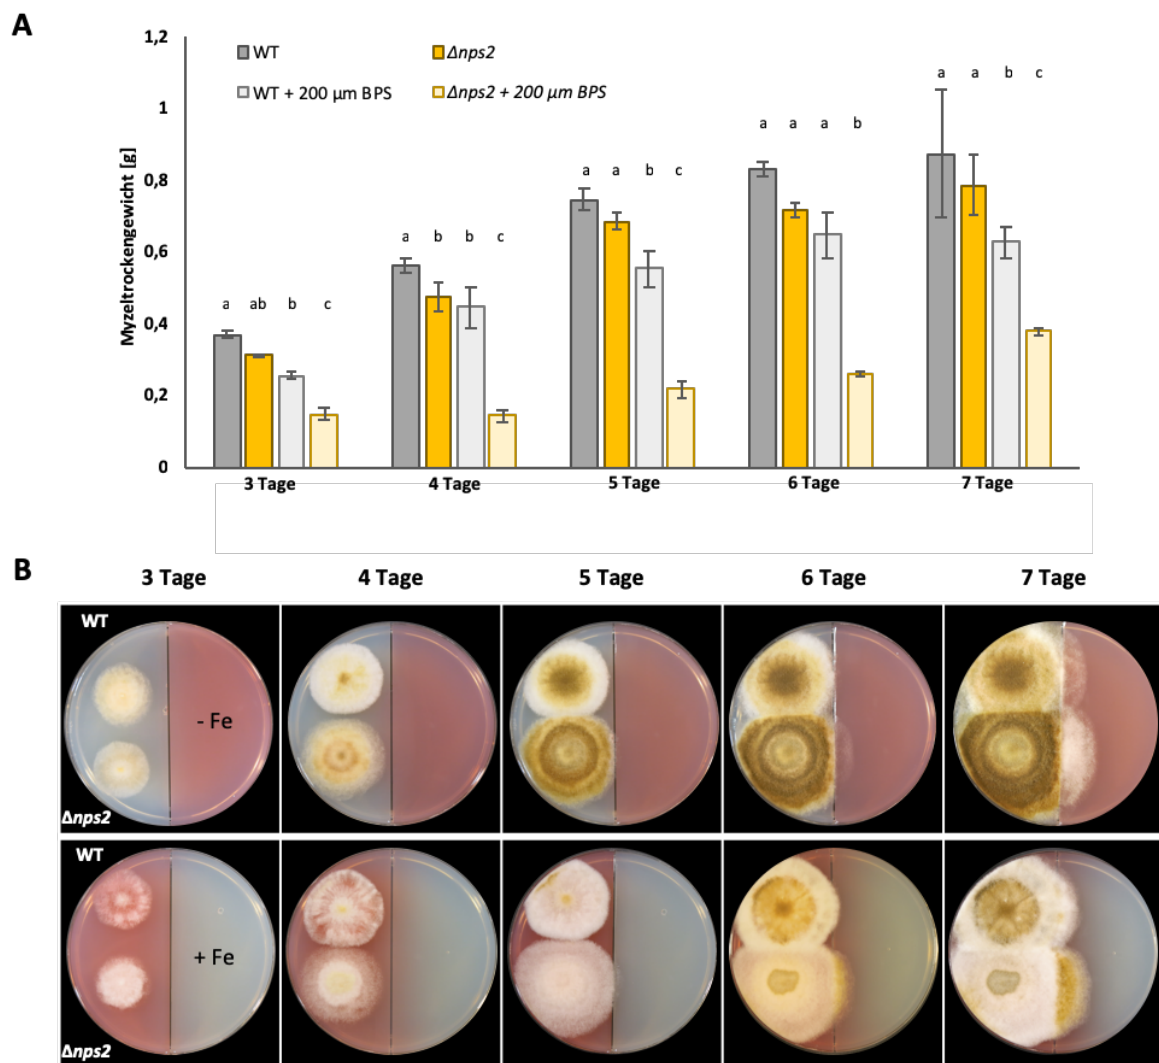 A
Myzeltrockengewicht [g]
1,2
1
0,8
0,6
0,4
0,2
0
WT
Δnps2
WT + 200 µm BPS
Δnps2 + 200 µm BPS
a ab b c
a b b c
a a b c
a a a b
a a b c
3 Tage 4 Tage 5 Tage 6 Tage 7 Tage
B
3 Tage 4 Tage 5 Tage 6 Tage 7 Tage
WT
- Fe
Δnps2
WT
+ Fe
Δnps2